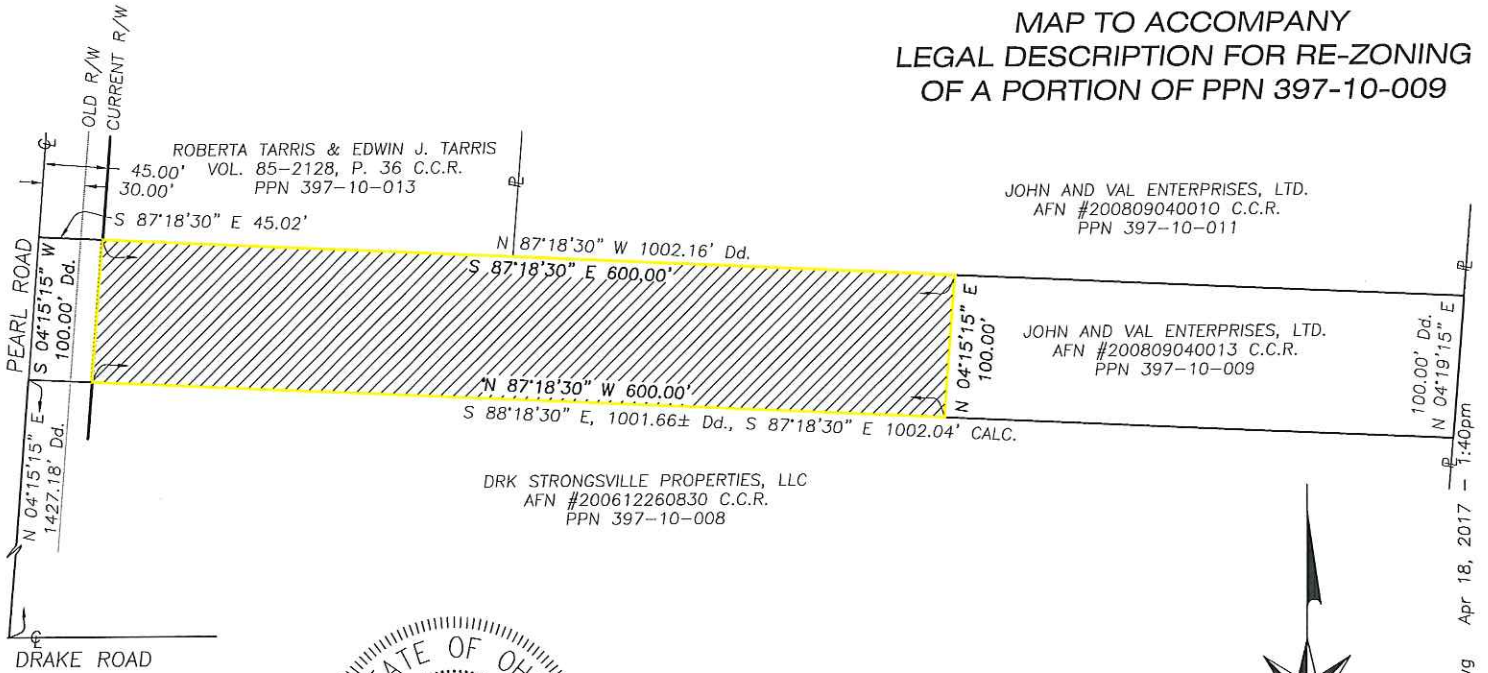 MAP TO ACCOMPANY
LEGAL DESCRIPTION FOR RE-ZONING
OF A PORTION OF PPN 397-10-009
OLD R/W
CURRENT R/W
ROBERTA TARRIS & EDWIN J. TARRIS
VOL. 85-2128, P. 36 C.C.R.
PPN 397-10-013
45.00'
30.00'
S 87°18'30" E 45.02'
JOHN AND VAL ENTERPRISES, LTD.
AFN #200809040010 C.C.R.
PPN 397-10-011
N 87°18'30" W 1002.16' Dd.
S 87°18'30" E 600.00'
PEARL ROAD
S 04°15'15" W
100.00' Dd.
N 04°15'15" E
100.00'
JOHN AND VAL ENTERPRISES, LTD.
AFN #200809040013 C.C.R.
PPN 397-10-009
100.00' Dd.
N 04°19'15" E
N 87°18'30" W 600.00'
S 88°18'30" E, 1001.66± Dd., S 87°18'30" E 1002.04' CALC.
N 04°15'15" E
1427.18' Dd.
DRK STRONGSVILLE PROPERTIES, LLC
AFN #200612260830 C.C.R.
PPN 397-10-008
DRAKE ROAD
Apr 18, 2017 - 1:40pm